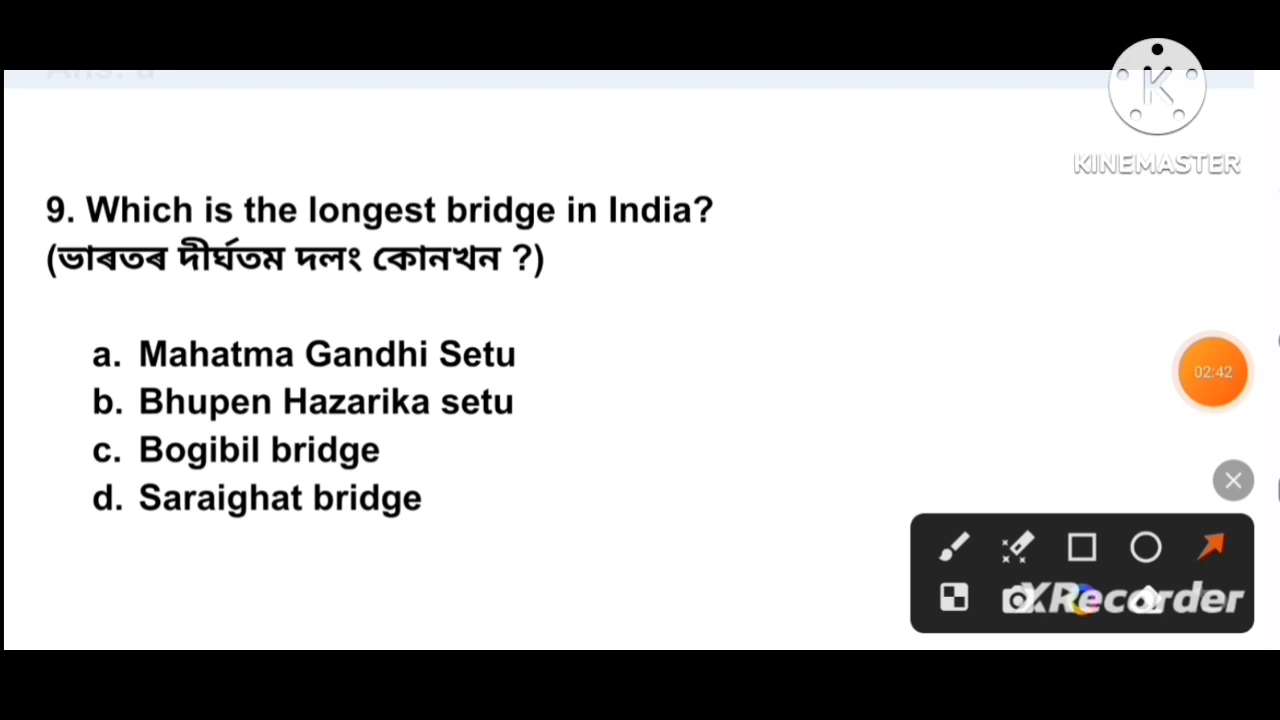 Ans: a
K
KINEMASTER
9. Which is the longest bridge in India?
(ভাৰতৰ দীৰ্ঘতম দলং কোনখন ?)
a. Mahatma Gandhi Setu
b. Bhupen Hazarika setu
c. Bogibil bridge
d. Saraighat bridge
02:42
XRecorder